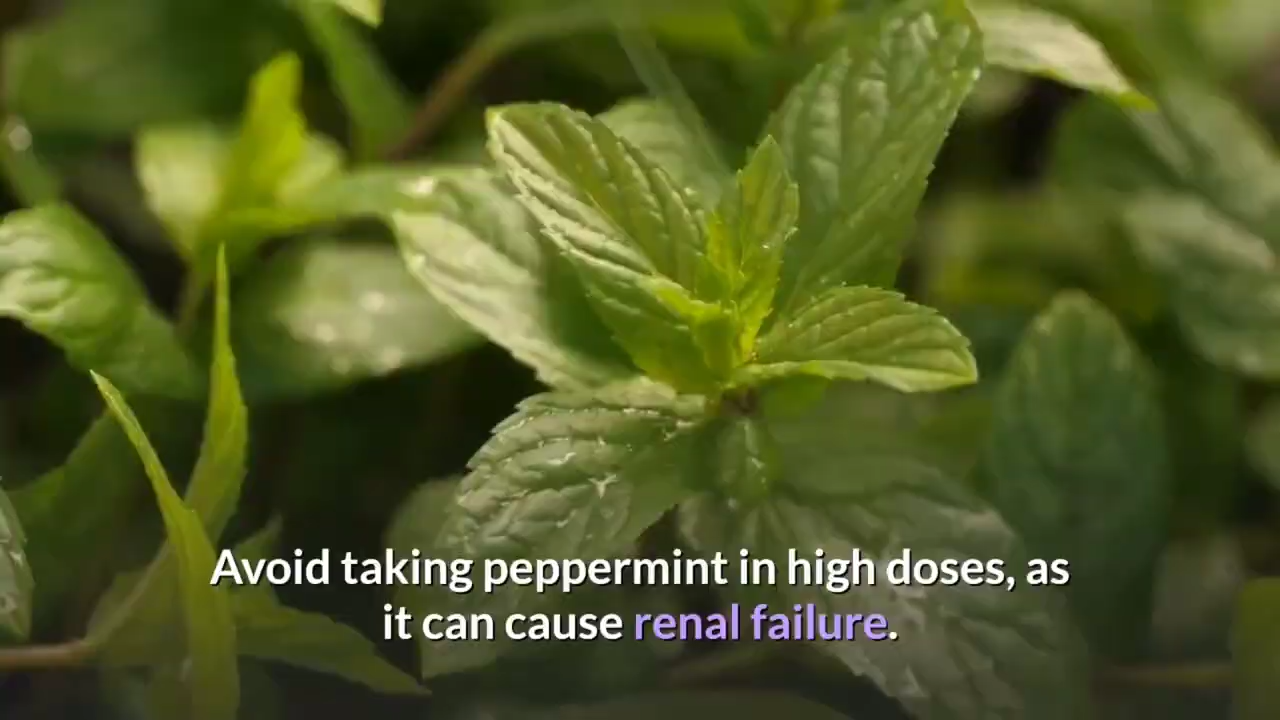 Avoid taking peppermint in high doses, as
it can cause renal failure.